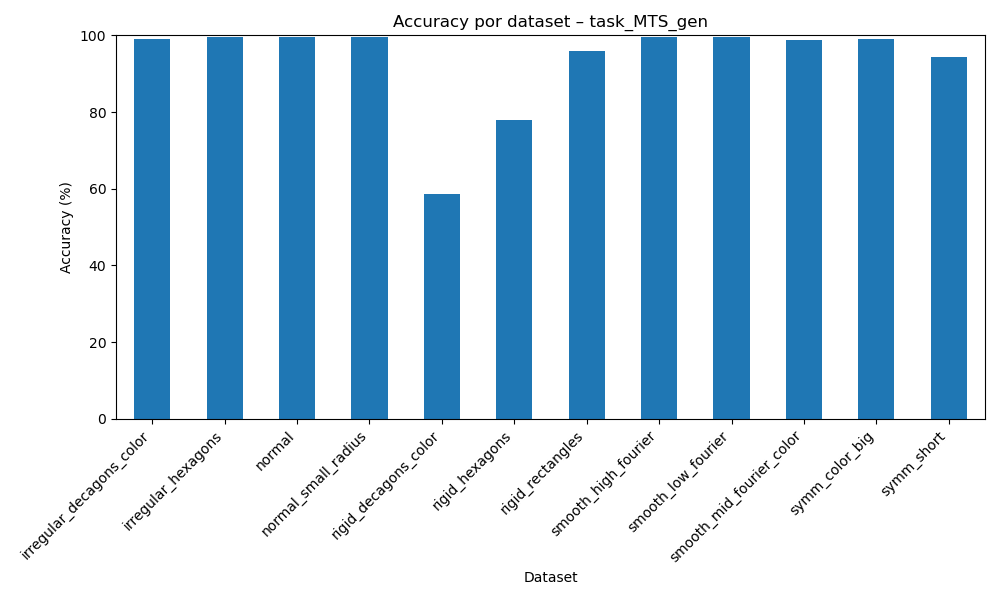 Accuracy por dataset – task_MTS_gen
Accuracy (%)
100
80
60
40
20
0
irregular_decagons_color
irregular_hexagons
normal
normal_small_radius
rigid_decagons_color
rigid_hexagons
rigid_rectangles
smooth_high_fourier
smooth_low_fourier
smooth_mid_fourier_color
symm_color_big
symm_short
Dataset